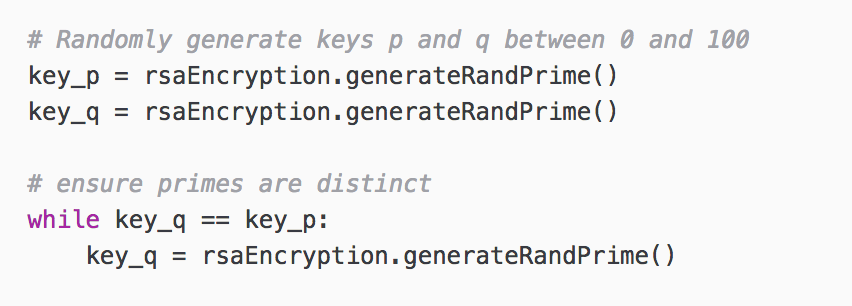 # Randomly generate keys p and q between 0 and 100
key_p = rsaEncryption.generateRandPrime()
key_q = rsaEncryption.generateRandPrime()

# ensure primes are distinct
while key_q == key_p:
    key_q = rsaEncryption.generateRandPrime()